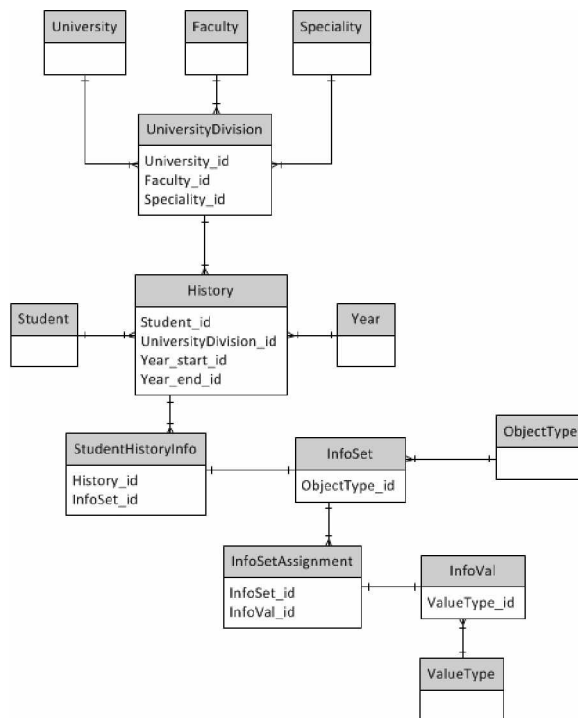 University
Faculty
Speciality
UniversityDivision
University_id
Faculty_id
Speciality_id
History
Student_id
UniversityDivision_id
Year_start_id
Year_end_id
Student
Year
StudentHistoryInfo
History_id
InfoSet_id
InfoSet
ObjectType_id
ObjectType
InfoSetAssignment
InfoSet_id
InfoVal_id
InfoVal
ValueType_id
ValueType